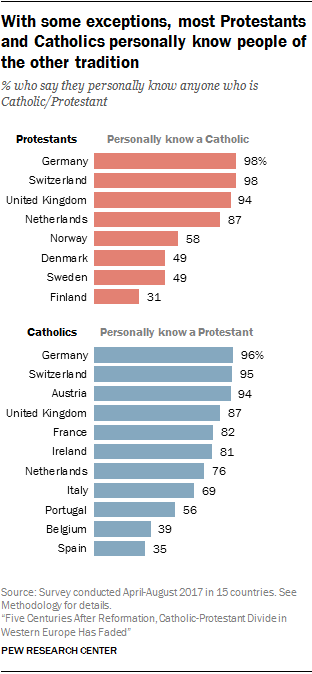 With some exceptions, most Protestants
and Catholics personally know people of
the other tradition
% who say they personally know anyone who is
Catholic/Protestant
Protestants Personally know a Catholic
Germany 98%
Switzerland 98
United Kingdom 94
Netherlands 87
Norway 58
Denmark 49
Sweden 49
Finland 31
Catholics Personally know a Protestant
Germany 96%
Switzerland 95
Austria 94
United Kingdom 87
France 82
Ireland 81
Netherlands 76
Italy 69
Portugal 56
Belgium 39
Spain 35
Source: Survey conducted April-August 2017 in 15 countries. See
Methodology for details.
“Five Centuries After Reformation, Catholic-Protestant Divide in
Western Europe Has Faded”
PEW RESEARCH CENTER